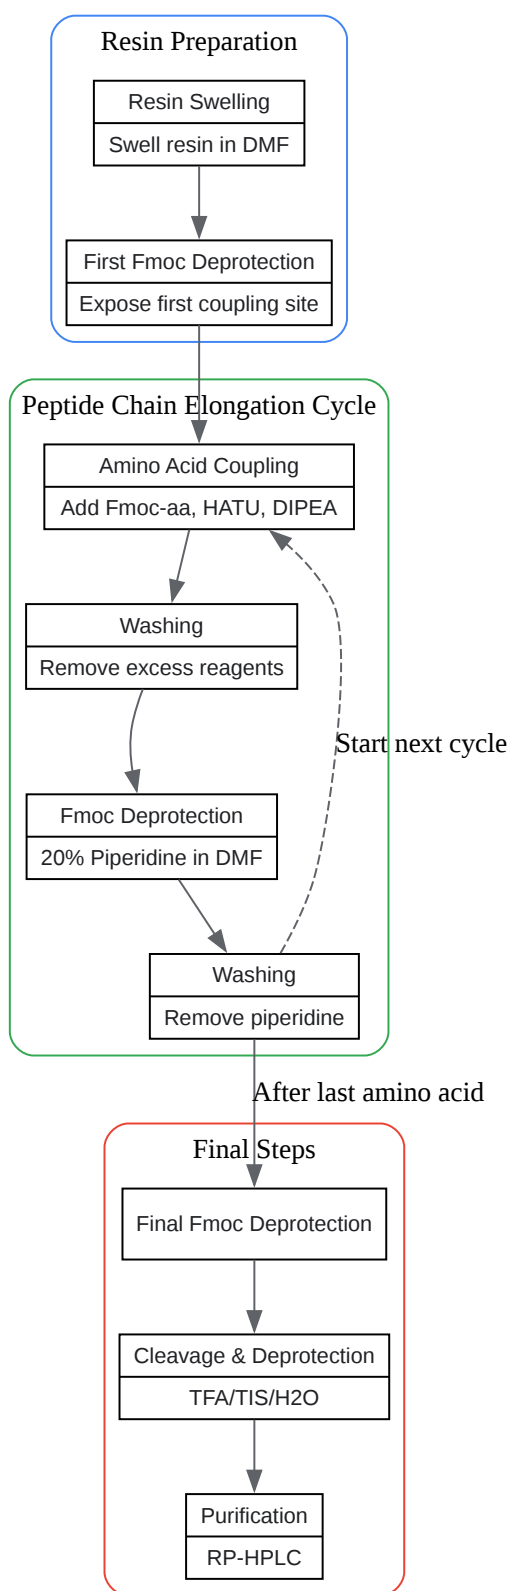 Resin Preparation
Resin Swelling
Swell resin in DMF
First Fmoc Deprotection
Expose first coupling site
Peptide Chain Elongation Cycle
Amino Acid Coupling
Add Fmoc-aa, HATU, DIPEA
Washing
Remove excess reagents
Start next cycle
Fmoc Deprotection
20% Piperidine in DMF
Washing
Remove piperidine
After last amino acid
Final Steps
Final Fmoc Deprotection
Cleavage & Deprotection
TFA/TIS/H2O
Purification
RP-HPLC